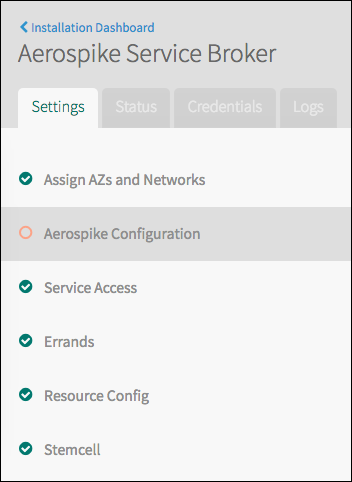 Installation Dashboard
Aerospike Service Broker
Settings Status Credentials Logs
Assign AZs and Networks
Aerospike Configuration
Service Access
Errands
Resource Config
Stemcell